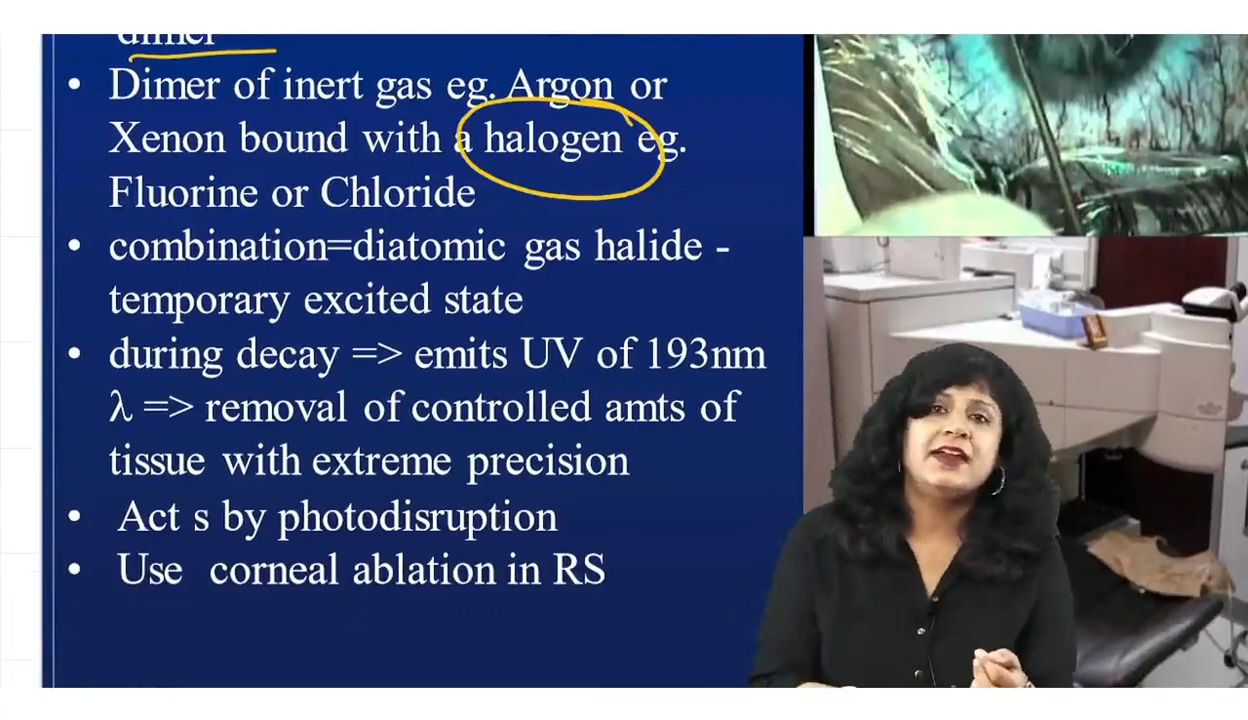 dimer
• Dimer of inert gas eg. Argon or
Xenon bound with a halogen eg.
Fluorine or Chloride
• combination=diatomic gas halide -
temporary excited state
• during decay => emits UV of 193nm
λ => removal of controlled amts of
tissue with extreme precision
• Act s by photodisruption
• Use corneal ablation in RS